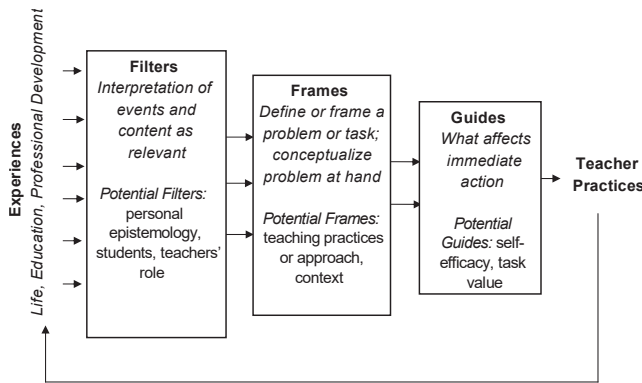 Experiences
Life, Education, Professional Development
Filters
Interpretation of
events and
content as
relevant
Potential Filters:
personal
epistemology,
students, teachers’
role
Frames
Define or frame a
problem or task;
conceptualize
problem at hand
Potential Frames:
teaching practices
or approach,
context
Guides
What affects
immediate
action
Potential
Guides: self-
efficacy, task
value
Teacher
Practices